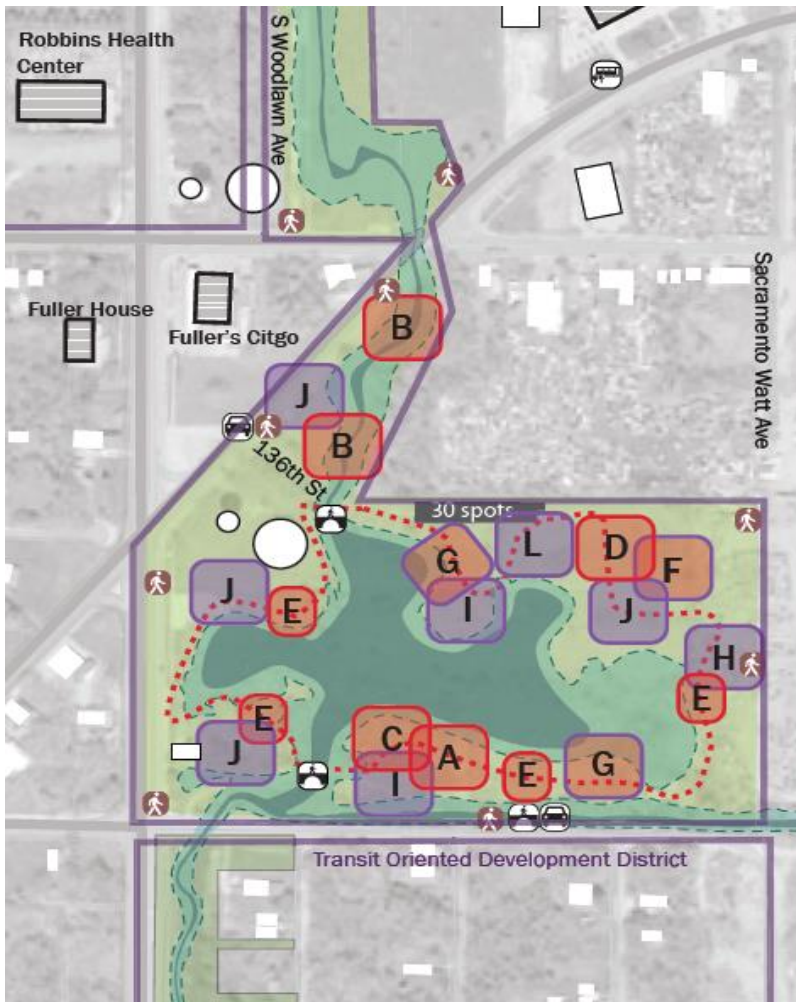 Robbins Health
Center
S Woodlawn Ave
Sacramento Watt Ave
Fuller House
Fuller's Citgo
B
J
B
136th St
30 spots
L
D
G
F
J
E
I
J
H
E
E
C
J
A
E
G
I
Transit Oriented Development District